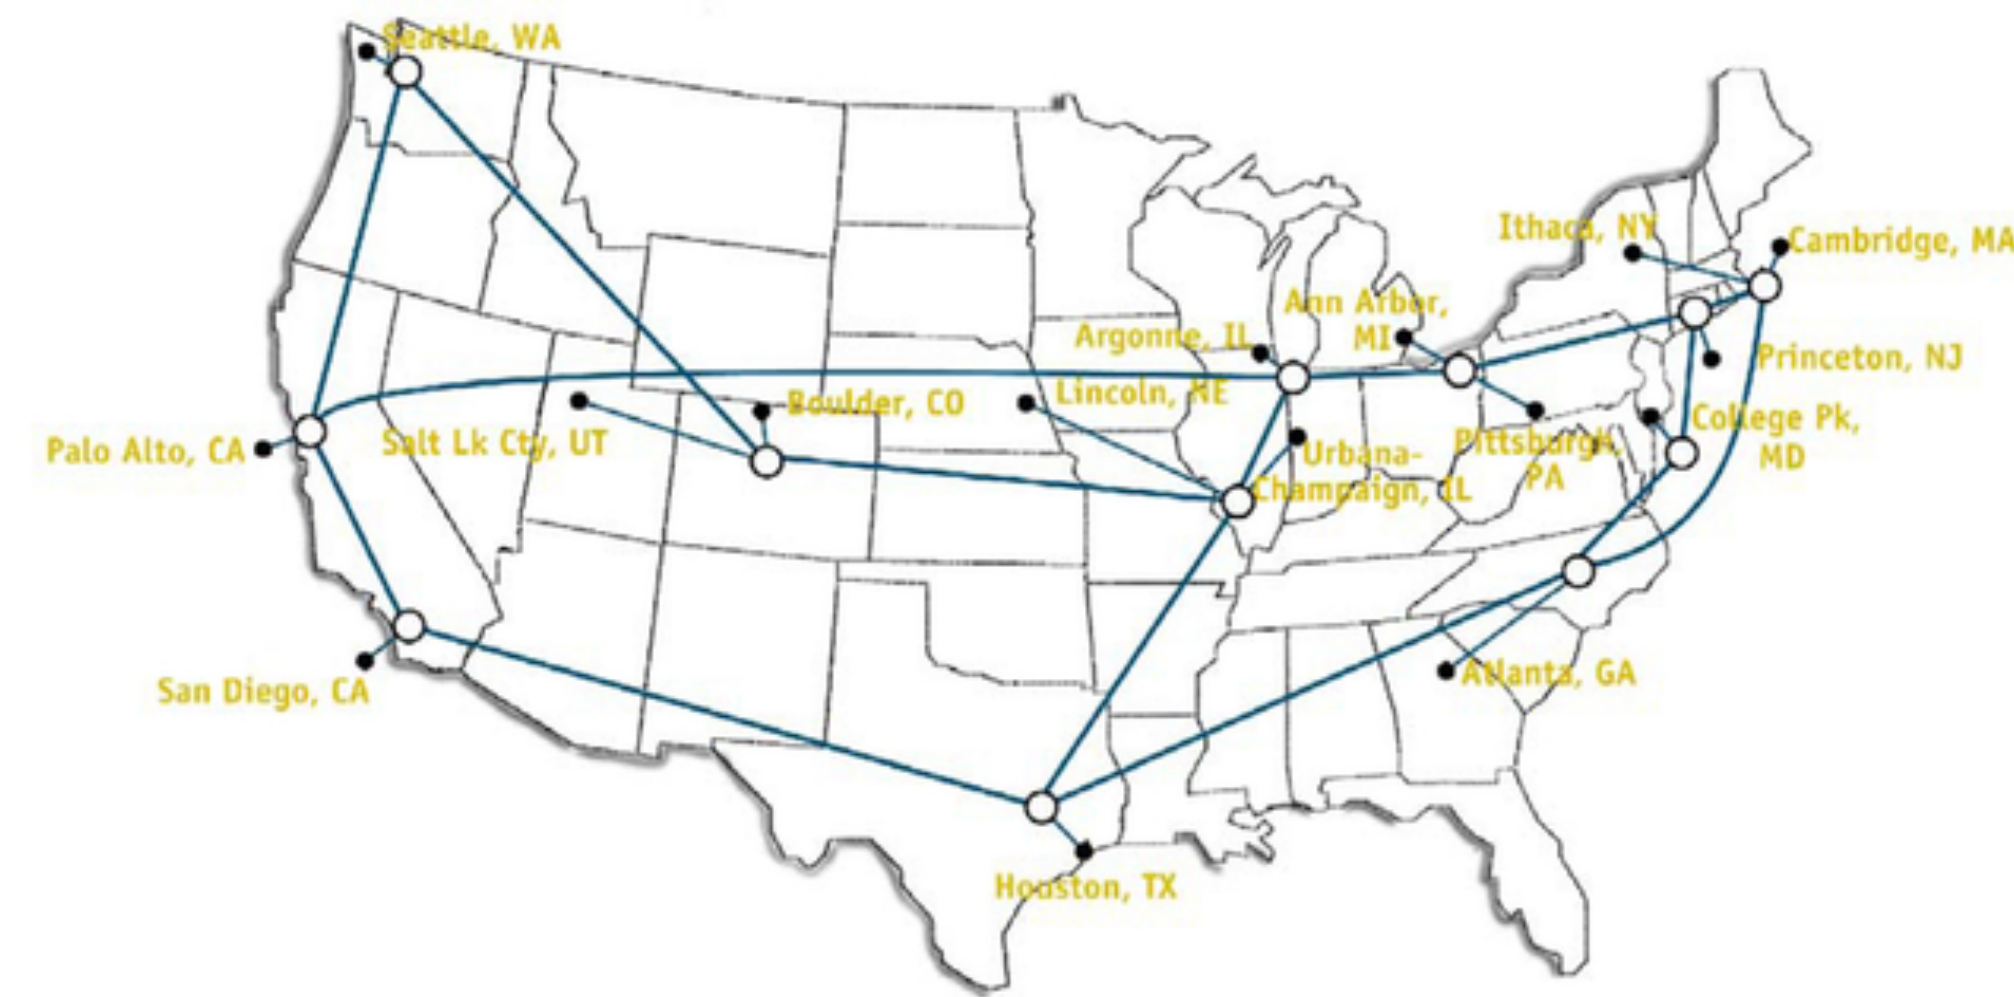 Seattle, WA
Ithaca, NY
Cambridge, MA
Ann Arbor,
MI
Argonne, IL
Princeton, NJ
Lincoln, NE
Boulder, CO
College Pk,
MD
Palo Alto, CA
Salt Lk Cty, UT
Pittsburgh,
PA
Urbana-
Champaign, IL
Atlanta, GA
San Diego, CA
Houston, TX